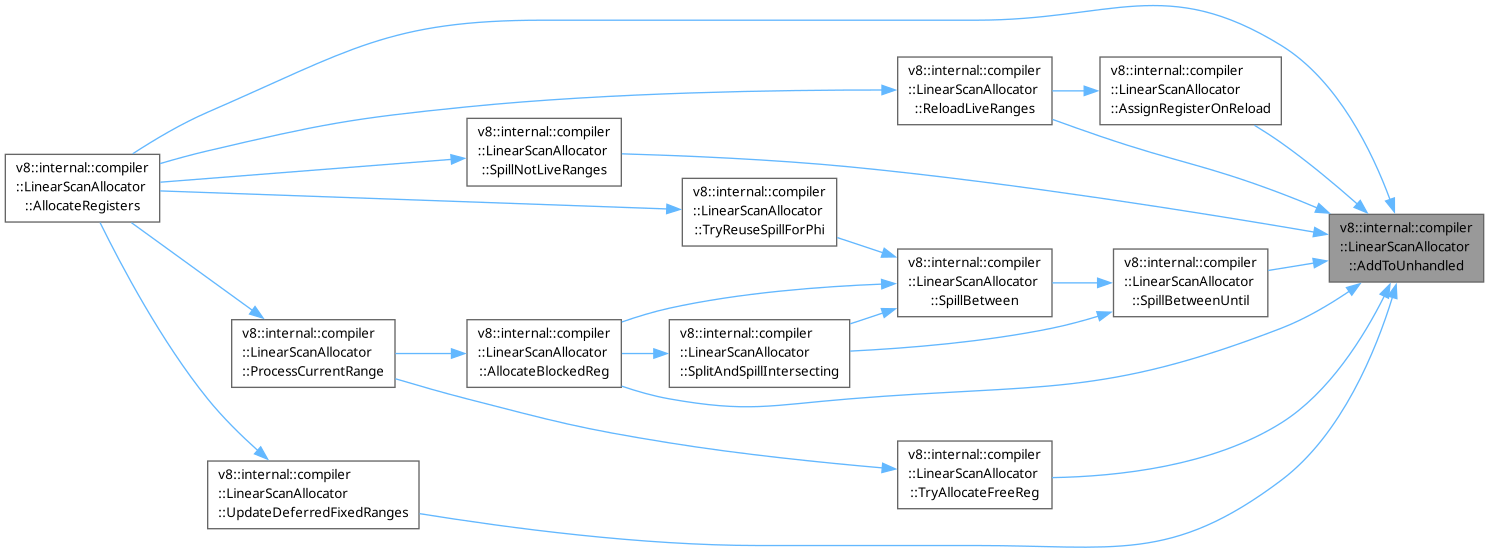 v8::internal::compiler
::LinearScanAllocator
::AllocateRegisters
v8::internal::compiler
::LinearScanAllocator
::ReloadLiveRanges
v8::internal::compiler
::LinearScanAllocator
::AssignRegisterOnReload
v8::internal::compiler
::LinearScanAllocator
::SpillNotLiveRanges
v8::internal::compiler
::LinearScanAllocator
::TryReuseSpillForPhi
v8::internal::compiler
::LinearScanAllocator
::AddToUnhandled
v8::internal::compiler
::LinearScanAllocator
::SpillBetween
v8::internal::compiler
::LinearScanAllocator
::SpillBetweenUntil
v8::internal::compiler
::LinearScanAllocator
::ProcessCurrentRange
v8::internal::compiler
::LinearScanAllocator
::AllocateBlockedReg
v8::internal::compiler
::LinearScanAllocator
::SplitAndSpillIntersecting
v8::internal::compiler
::LinearScanAllocator
::TryAllocateFreeReg
v8::internal::compiler
::LinearScanAllocator
::UpdateDeferredFixedRanges